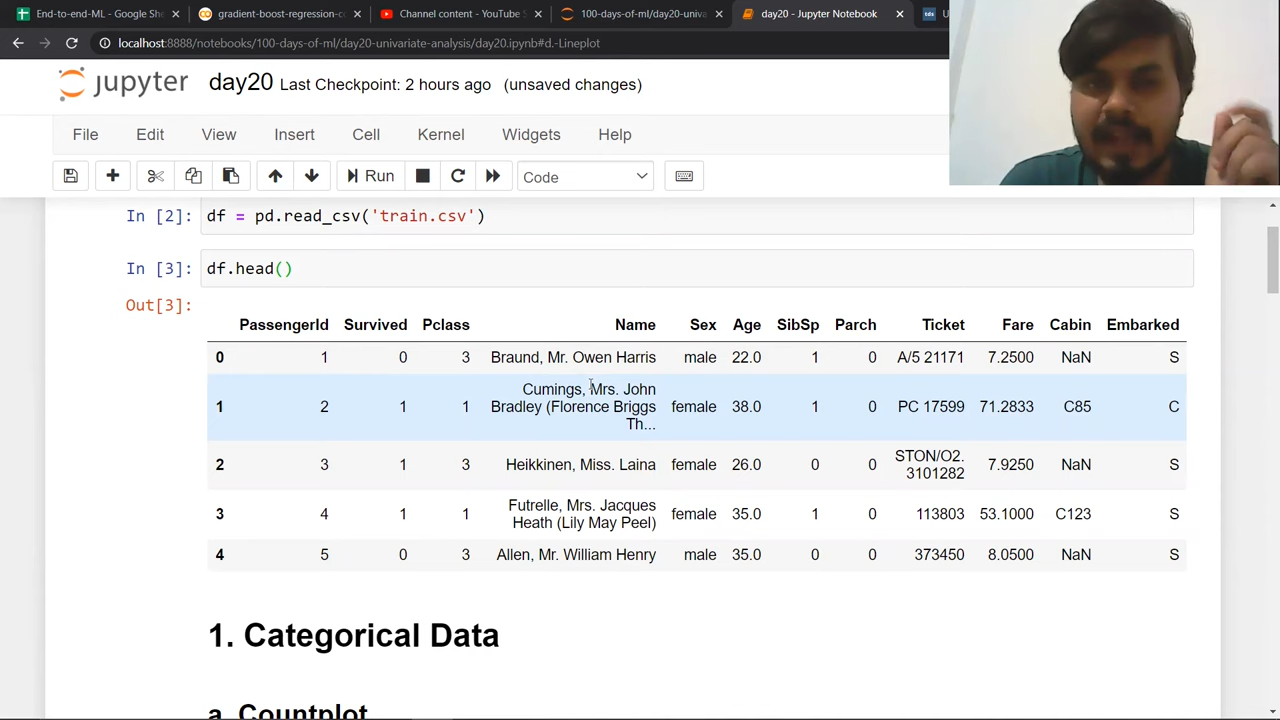 End-to-end-ML - Google She
gradient-boost-regression-c
Channel content - YouTube S
100-days-of-ml/day20-univa
day20 - Jupyter Notebook
tds
U
localhost:8888/notebooks/100-days-of-ml/day20-univariate-analysis/day20.ipynb#d.-Lineplot
jupyter day20 Last Checkpoint: 2 hours ago (unsaved changes)
File Edit View Insert Cell Kernel Widgets Help
Run Code
In [2]: df = pd.read_csv('train.csv')
In [3]: df.head()
Out[3]:
PassengerId Survived Pclass Name Sex Age SibSp Parch Ticket Fare Cabin Embarked
0 1 0 3 Braund, Mr. Owen Harris male 22.0 1 0 A/5 21171 7.2500 NaN S
1 2 1 1 Cumings, Mrs. John Bradley (Florence Briggs Th... female 38.0 1 0 PC 17599 71.2833 C85 C
2 3 1 3 Heikkinen, Miss. Laina female 26.0 0 0 STON/O2. 3101282 7.9250 NaN S
3 4 1 1 Futrelle, Mrs. Jacques Heath (Lily May Peel) female 35.0 1 0 113803 53.1000 C123 S
4 5 0 3 Allen, Mr. William Henry male 35.0 0 0 373450 8.0500 NaN S
1. Categorical Data
a. Countplot